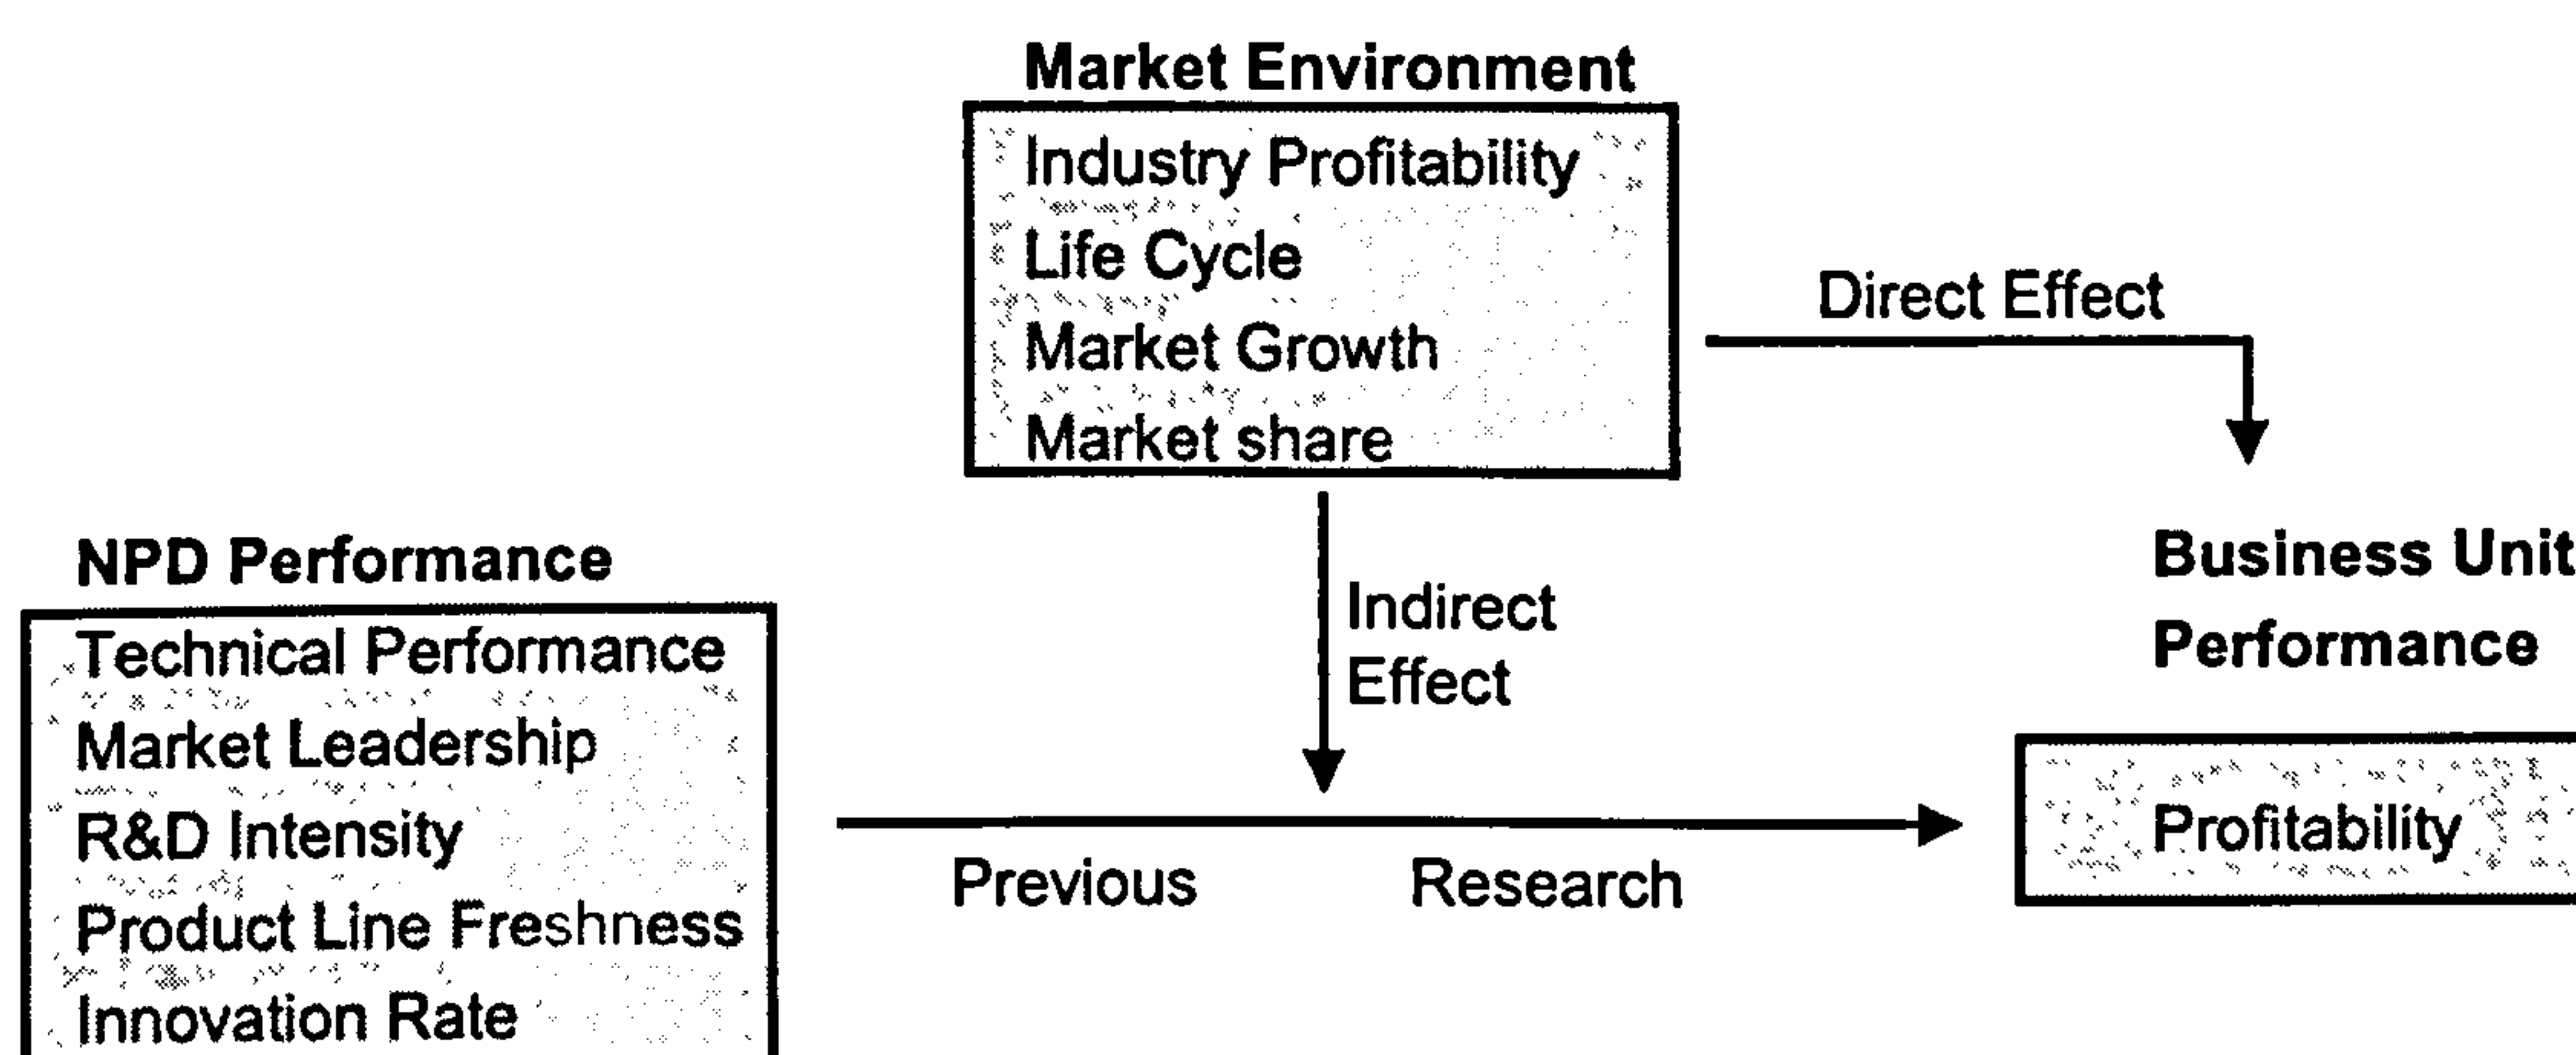 Market Environment
Industry Profitability
Life Cycle
Market Growth
Market share
Direct Effect
Indirect
Effect
NPD Performance
Technical Performance
Market Leadership
R&D Intensity
Product Line Freshness
Innovation Rate
Previous Research
Business Unit
Performance
Profitability